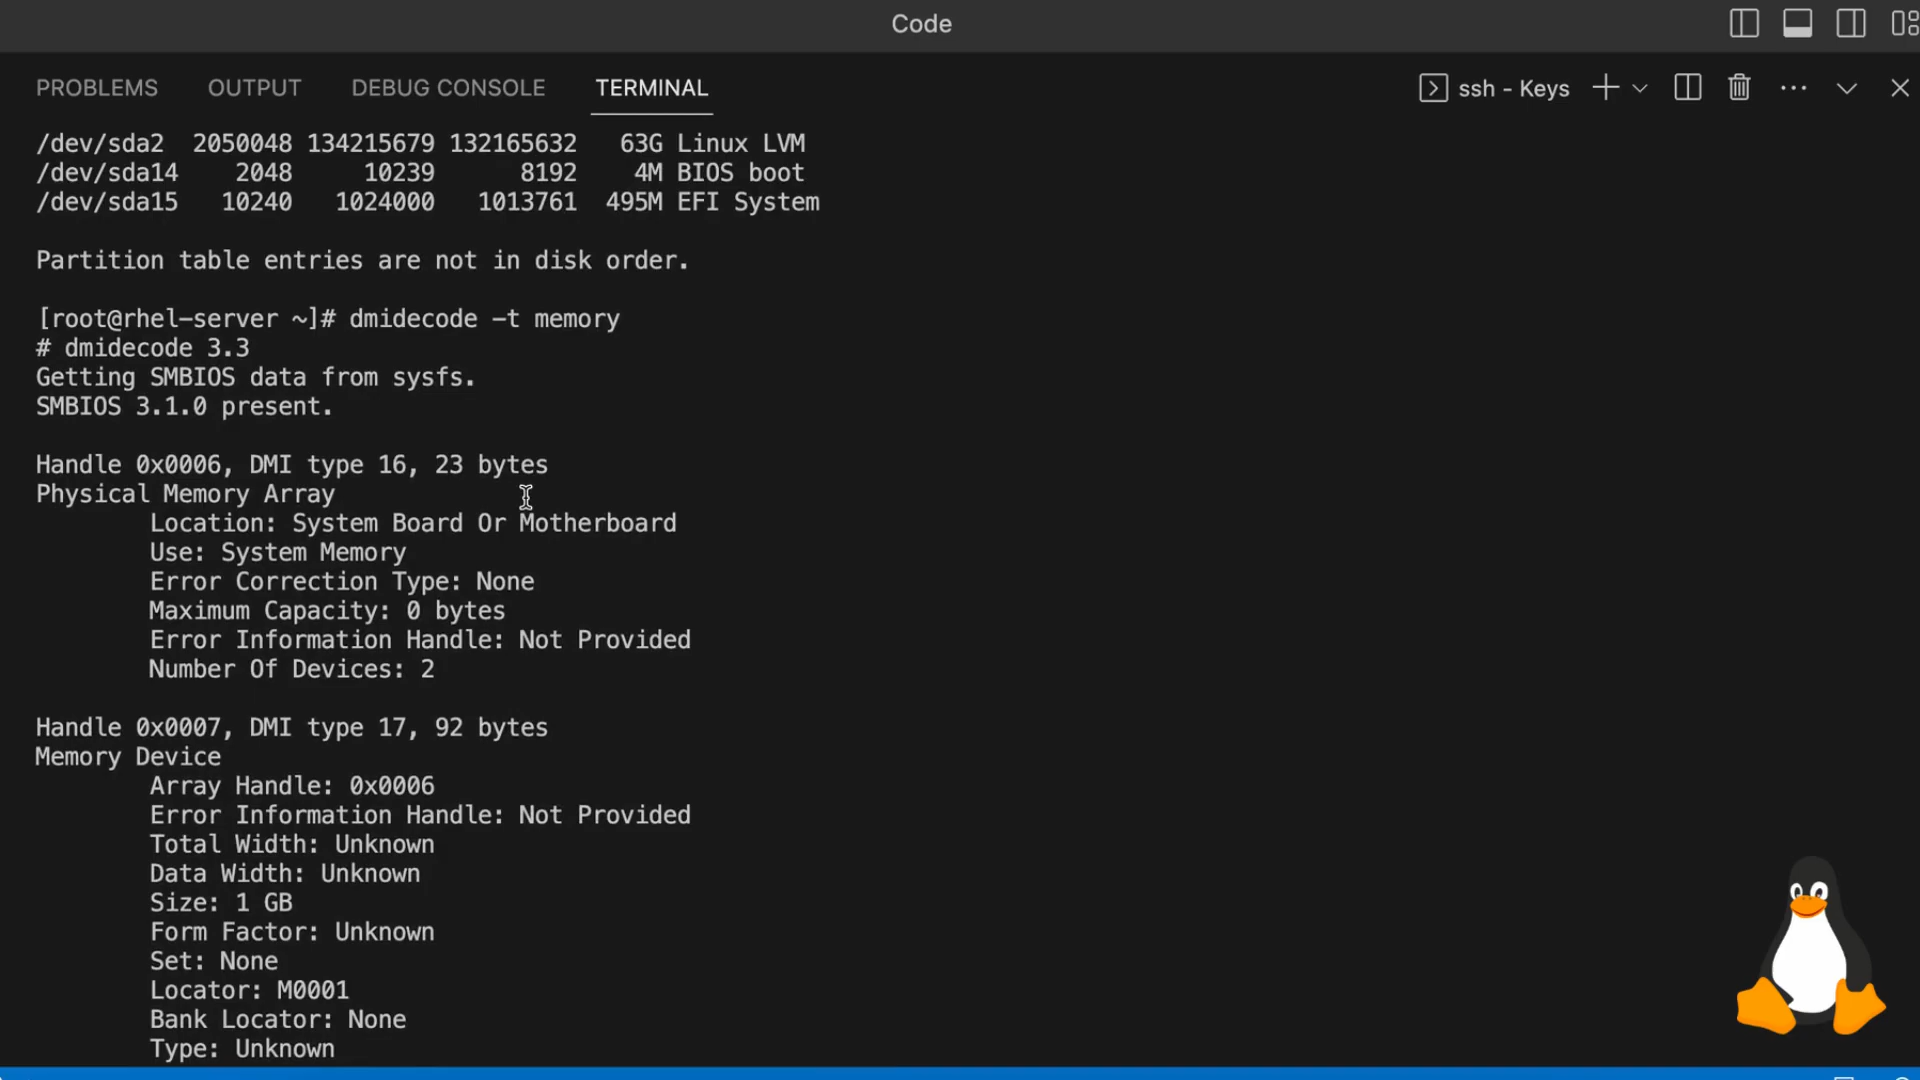 Code
PROBLEMS OUTPUT DEBUG CONSOLE TERMINAL ssh - Keys
/dev/sda2 2050048 134215679 132165632 63G Linux LVM
/dev/sda14 2048 10239 8192 4M BIOS boot
/dev/sda15 10240 1024000 1013761 495M EFI System
Partition table entries are not in disk order.
[root@rhel-server ~]# dmidecode -t memory
# dmidecode 3.3
Getting SMBIOS data from sysfs.
SMBIOS 3.1.0 present.
Handle 0x0006, DMI type 16, 23 bytes
Physical Memory Array
Location: System Board Or Motherboard
Use: System Memory
Error Correction Type: None
Maximum Capacity: 0 bytes
Error Information Handle: Not Provided
Number Of Devices: 2
Handle 0x0007, DMI type 17, 92 bytes
Memory Device
Array Handle: 0x0006
Error Information Handle: Not Provided
Total Width: Unknown
Data Width: Unknown
Size: 1 GB
Form Factor: Unknown
Set: None
Locator: M0001
Bank Locator: None
Type: Unknown